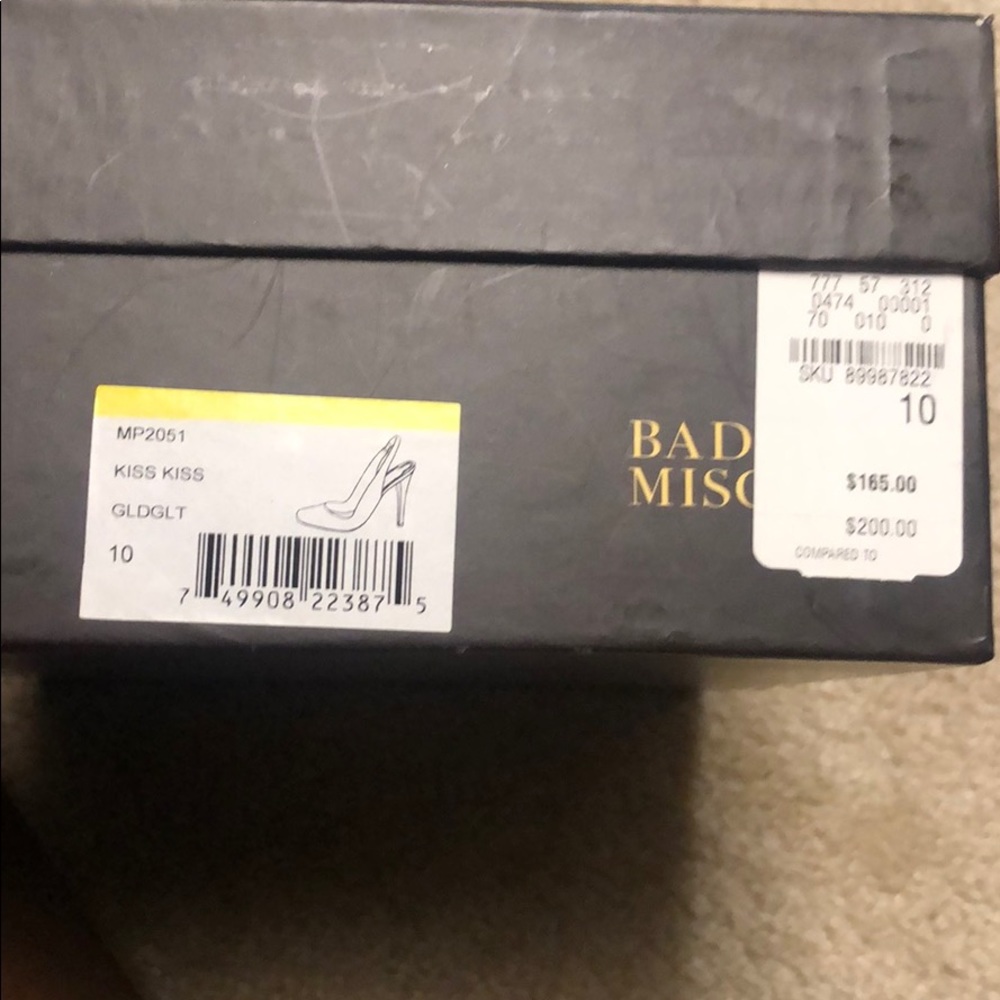 MP2051
KISS KISS
GLDGLT
10
7 49908 22387 5
BAD
MISC
777 57 312
0474 00001
70 010 0
SKU 89987822
10
$165.00
$200.00
COMPARED TO